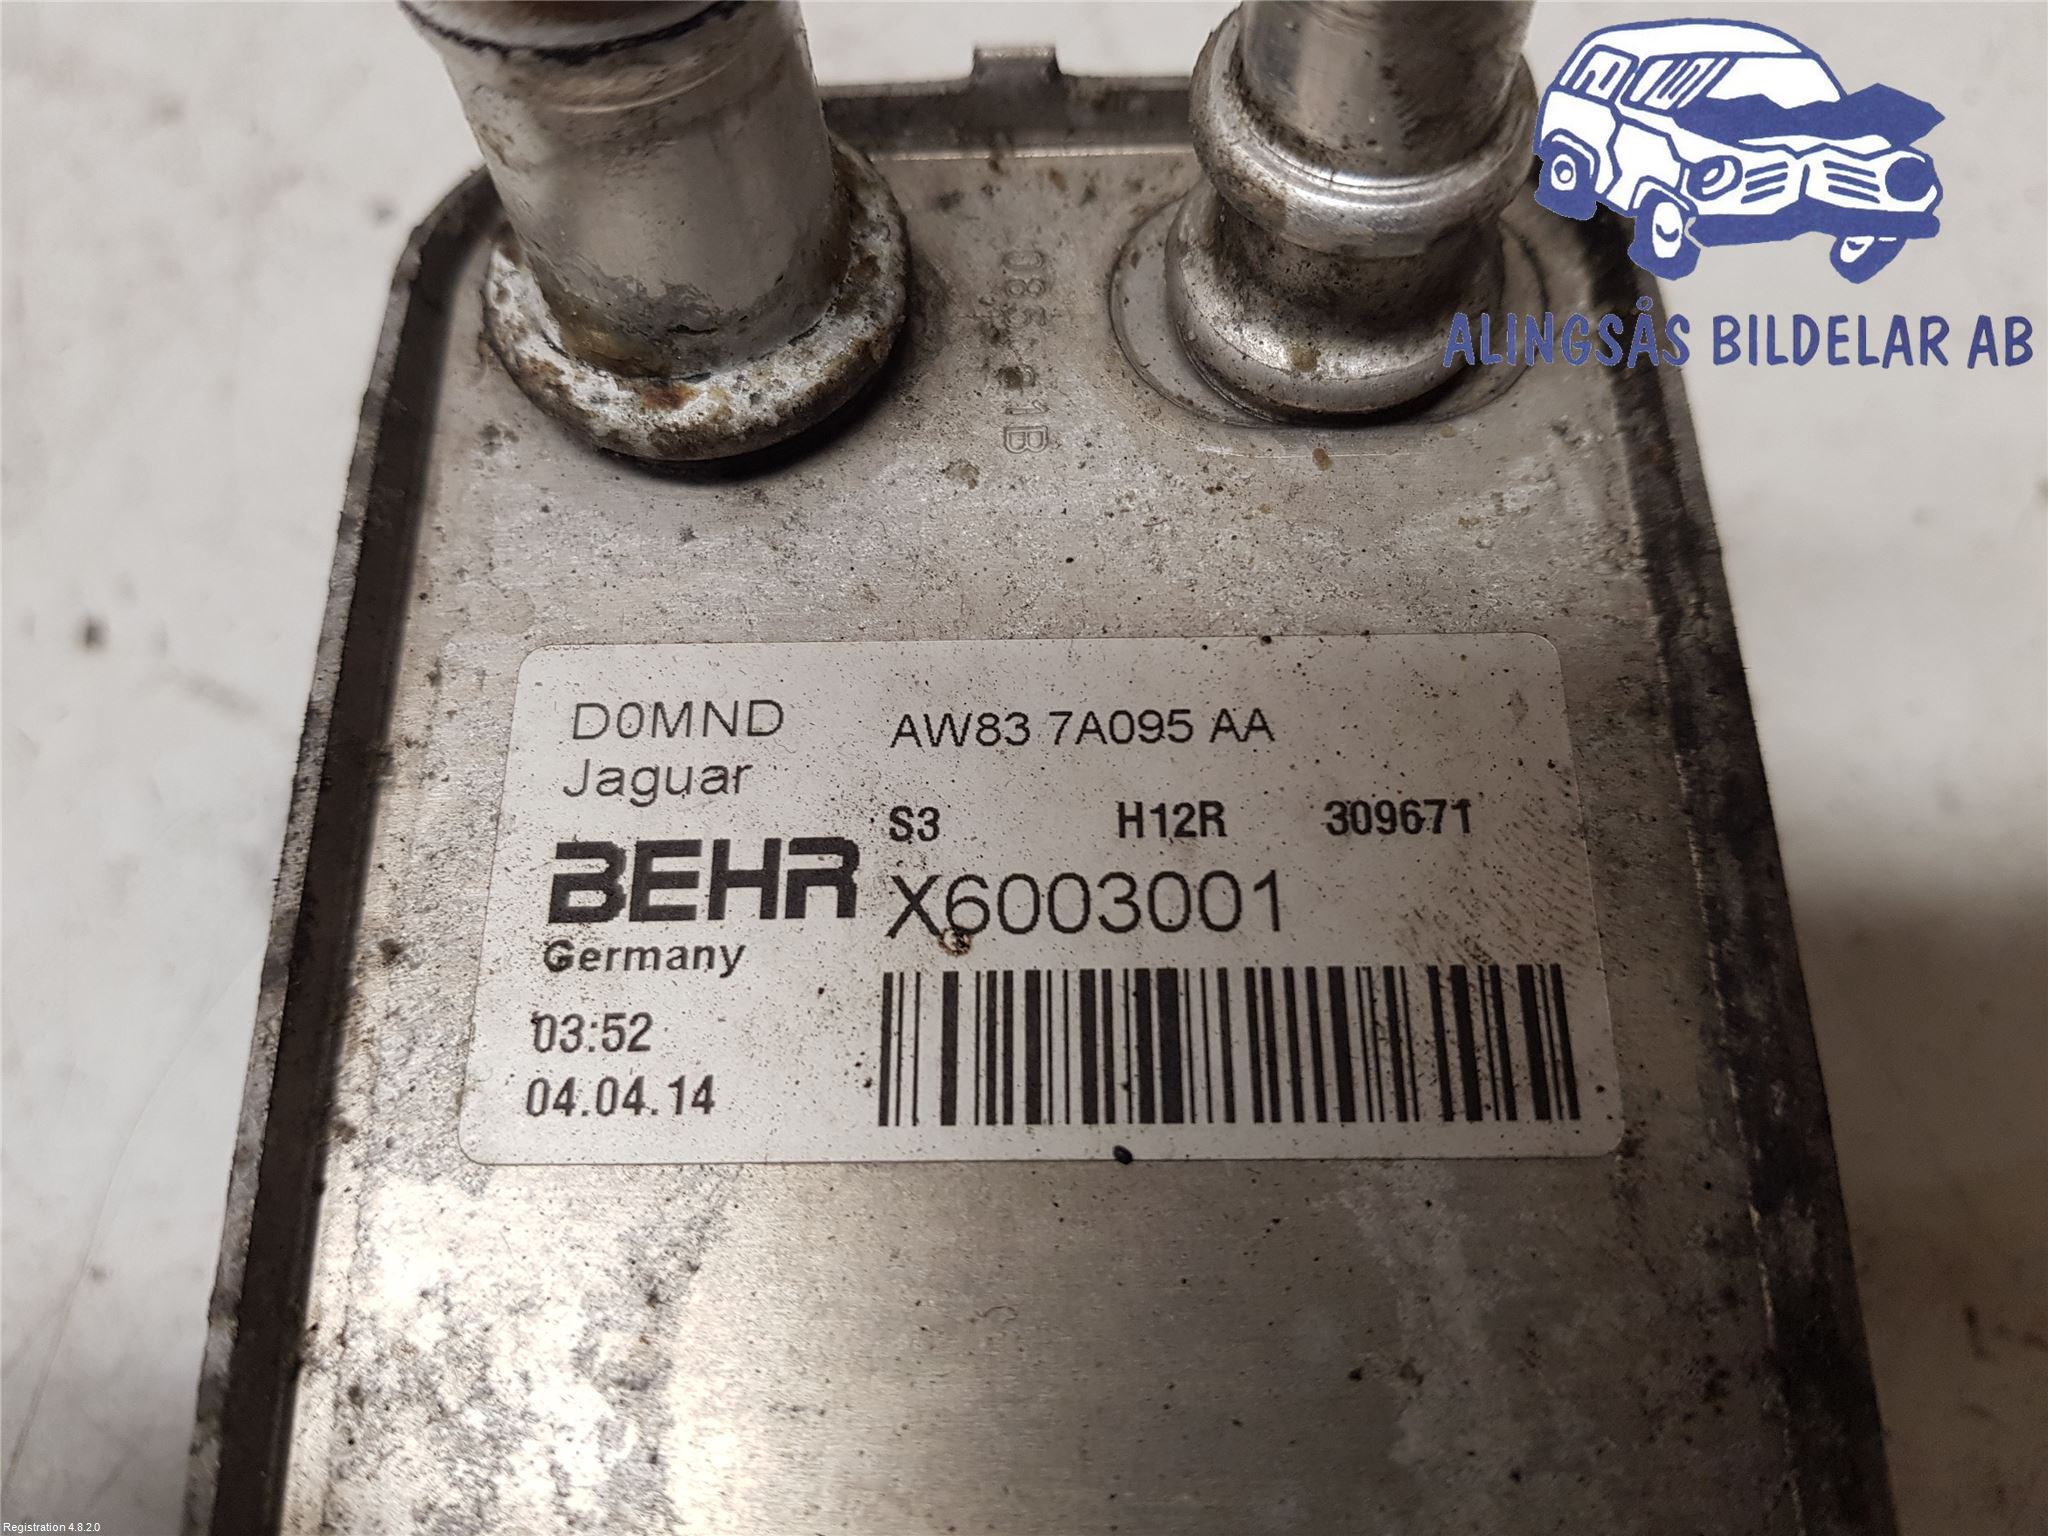 ALINGSÅS BILDELAR AB
D0MND AW83 7A095 AA
Jaguar
S3 H12R 309671
BEHR X6003001
Germany
03:52
04.04.14
Registration 4.8.2.0